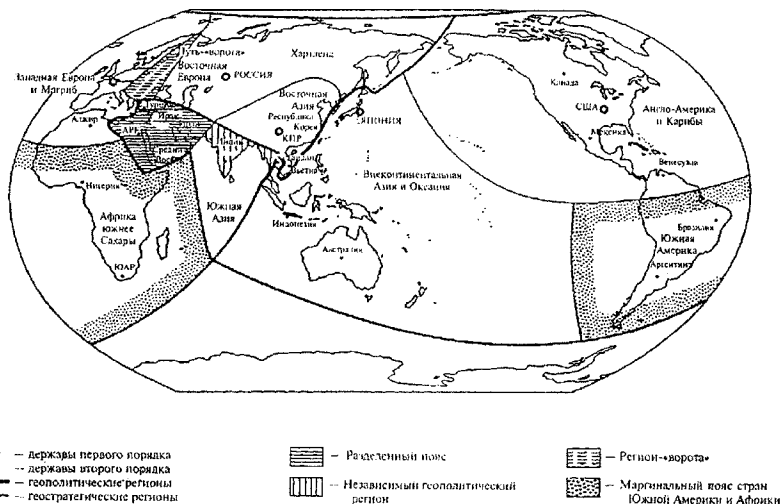 Хартленд
Путь-«ворота»
Восточная
Европа
РОССИЯ
Западная Европа
и Магриб
Восточная
Азия
Республика
Корея
КНР
ЯПОНИЯ
Турция
Ирак
Алжир
АРЕ
Средний
Восток
Индия
Таиланд
Вьетнам
Канада
США
Англо-Америка
и Карибы
Мексика
Венесуэла
Внеконтинентальная
Азия и Океания
Нигерия
Африка
южнее
Сахары
ЮАР
Южная
Азия
Индонезия
Австралия
Бразилия
Южная
Америка
Аргентина
– державы первого порядка
-- державы второго порядка
– геополитические регионы
– геостратегические регионы
– Разделенный пояс
– Независимый геополитический
регион
– Регион-«ворота»
– Маргинальный пояс стран
Южной Америки и Африки